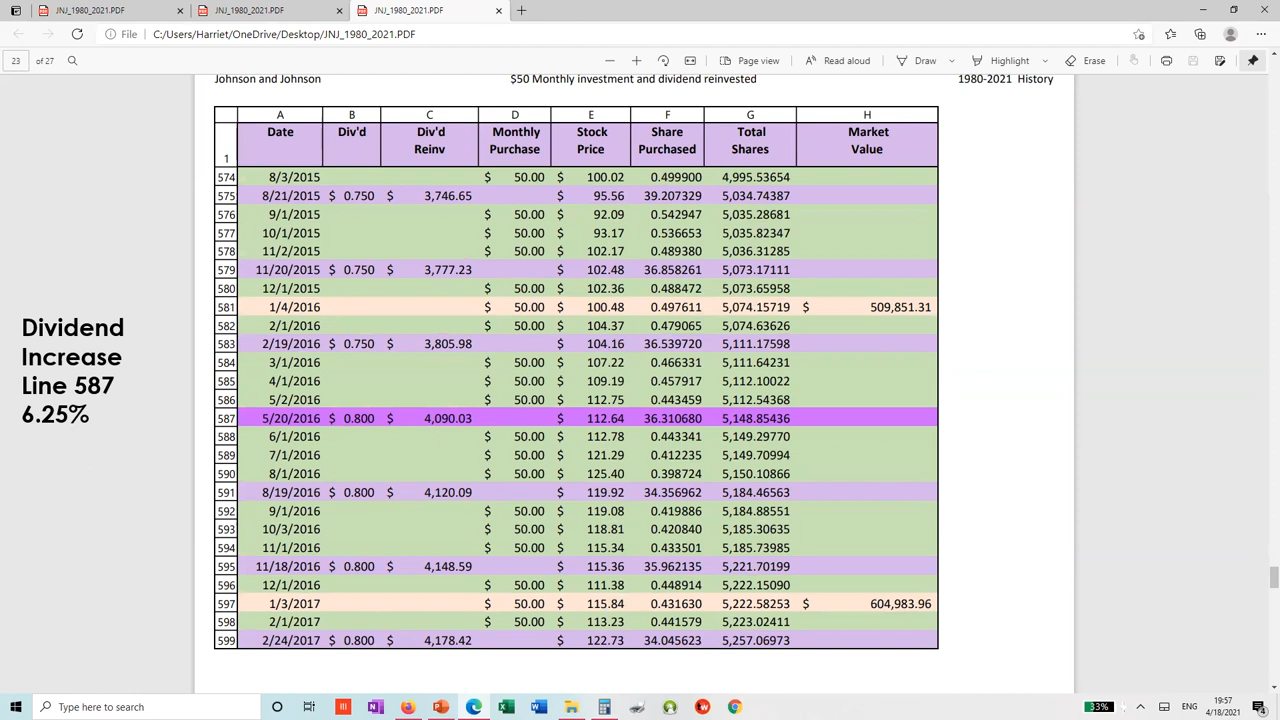 JNJ_1980_2021.PDF JNJ_1980_2021.PDF JNJ_1980_2021.PDF
File C:/Users/Harriet/OneDrive/Desktop/JNJ_1980_2021.PDF
23 of 27 Page view Read aloud Draw Highlight Erase
Johnson and Johnson $50 Monthly investment and dividend reinvested 1980-2021 History
A B C D E F G H
Date Div'd Div'd Monthly Stock Share Total Market
1 Reinv Purchase Price Purchased Shares Value
574 8/3/2015 $ 50.00 $ 100.02 0.499900 4,995.53654
575 8/21/2015 $ 0.750 $ 3,746.65 $ 95.56 39.207329 5,034.74387
576 9/1/2015 $ 50.00 $ 92.09 0.542947 5,035.28681
577 10/1/2015 $ 50.00 $ 93.17 0.536653 5,035.82347
578 11/2/2015 $ 50.00 $ 102.17 0.489380 5,036.31285
579 11/20/2015 $ 0.750 $ 3,777.23 $ 102.48 36.858261 5,073.17111
580 12/1/2015 $ 50.00 $ 102.36 0.488472 5,073.65958
581 1/4/2016 $ 50.00 $ 100.48 0.497611 5,074.15719 $ 509,851.31
582 2/1/2016 $ 50.00 $ 104.37 0.479065 5,074.63626
583 2/19/2016 $ 0.750 $ 3,805.98 $ 104.16 36.539720 5,111.17598
584 3/1/2016 $ 50.00 $ 107.22 0.466331 5,111.64231
585 4/1/2016 $ 50.00 $ 109.19 0.457917 5,112.10022
586 5/2/2016 $ 50.00 $ 112.75 0.443459 5,112.54368
587 5/20/2016 $ 0.800 $ 4,090.03 $ 112.64 36.310680 5,148.85436
588 6/1/2016 $ 50.00 $ 112.78 0.443341 5,149.29770
589 7/1/2016 $ 50.00 $ 121.29 0.412235 5,149.70994
590 8/1/2016 $ 50.00 $ 125.40 0.398724 5,150.10866
591 8/19/2016 $ 0.800 $ 4,120.09 $ 119.92 34.356962 5,184.46563
592 9/1/2016 $ 50.00 $ 119.08 0.419886 5,184.88551
593 10/3/2016 $ 50.00 $ 118.81 0.420840 5,185.30635
594 11/1/2016 $ 50.00 $ 115.34 0.433501 5,185.73985
595 11/18/2016 $ 0.800 $ 4,148.59 $ 115.36 35.962135 5,221.70199
596 12/1/2016 $ 50.00 $ 111.38 0.448914 5,222.15090
597 1/3/2017 $ 50.00 $ 115.84 0.431630 5,222.58253 $ 604,983.96
598 2/1/2017 $ 50.00 $ 113.23 0.441579 5,223.02411
599 2/24/2017 $ 0.800 $ 4,178.42 $ 122.73 34.045623 5,257.06973
Dividend
Increase
Line 587
6.25%
Type here to search 33% ENG 19:57
4/18/2021